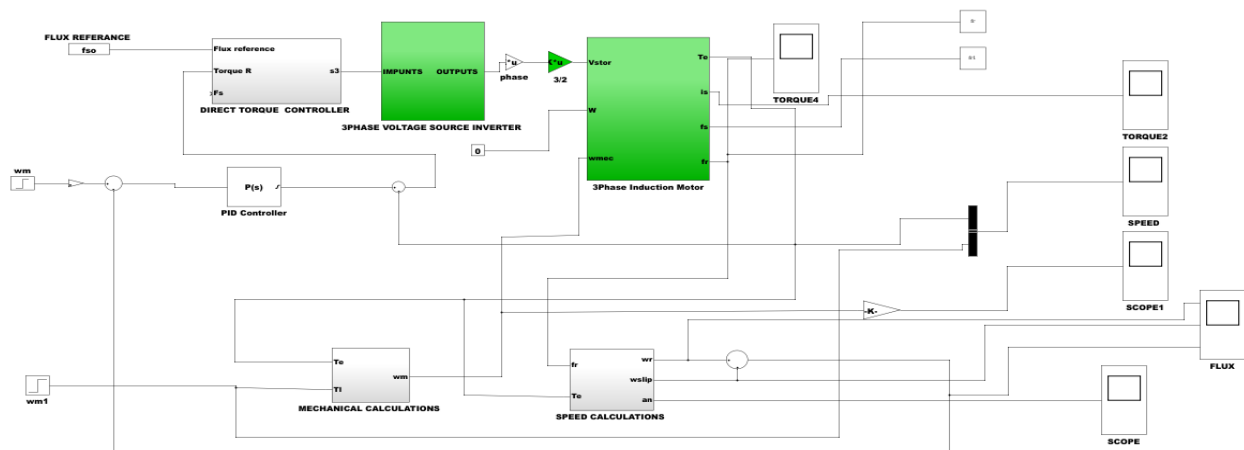 FLUX REFERANCE
fso
Flux reference
Torque R
Fs
s3
DIRECT TORQUE CONTROLLER
IMPUNTS
OUTPUTS
3PHASE VOLTAGE SOURCE INVERTER
*u
phase
K*u
3/2
Vstor
W
wmec
Te
Is
fs
fr
3Phase Induction Motor
0
TORQUE4
TORQUE2
wm
P(s)
PID Controller
SPEED
SCOPE1
-K-
FLUX
Te
Tl
wm
MECHANICAL CALCULATIONS
fr
Te
wr
wslip
an
SPEED CALCULATIONS
wm1
SCOPE